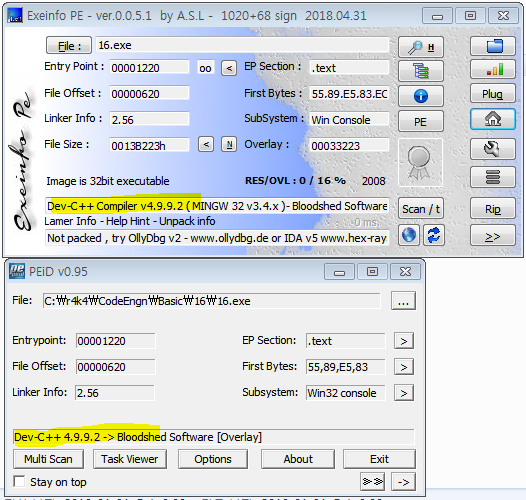 Exeinfo PE - ver.0.0.5.1 by A.S.L - 1020+68 sign 2018.04.31
Exeinfo Pe
File : 16.exe H
Entry Point : 00001220 oo < EP Section : .text
File Offset : 00000620 First Bytes : 55.89.E5.83.EC Plug
Linker Info : 2.56 SubSystem : Win Console PE
File Size : 0013B223h < N Overlay : 00033223
Image is 32bit executable RES/OVL : 0 / 16 % 2008
Dev-C++ Compiler v4.9.9.2 ( MINGW 32 v3.4.x )- Bloodshed Software Scan / t Rip
Lamer Info - Help Hint - Unpack info 0 ms.
Not packed , try OllyDbg v2 - www.ollydbg.de or IDA v5 www.hex-ray >>
PEiD v0.95
File: C:₩r4k4₩CodeEngn₩Basic₩16₩16.exe ...
Entrypoint: 00001220 EP Section: .text >
File Offset: 00000620 First Bytes: 55,89,E5,83 >
Linker Info: 2.56 Subsystem: Win32 console >
Dev-C++ 4.9.9.2 -> Bloodshed Software [Overlay]
Multi Scan Task Viewer Options About Exit
Stay on top >> ->